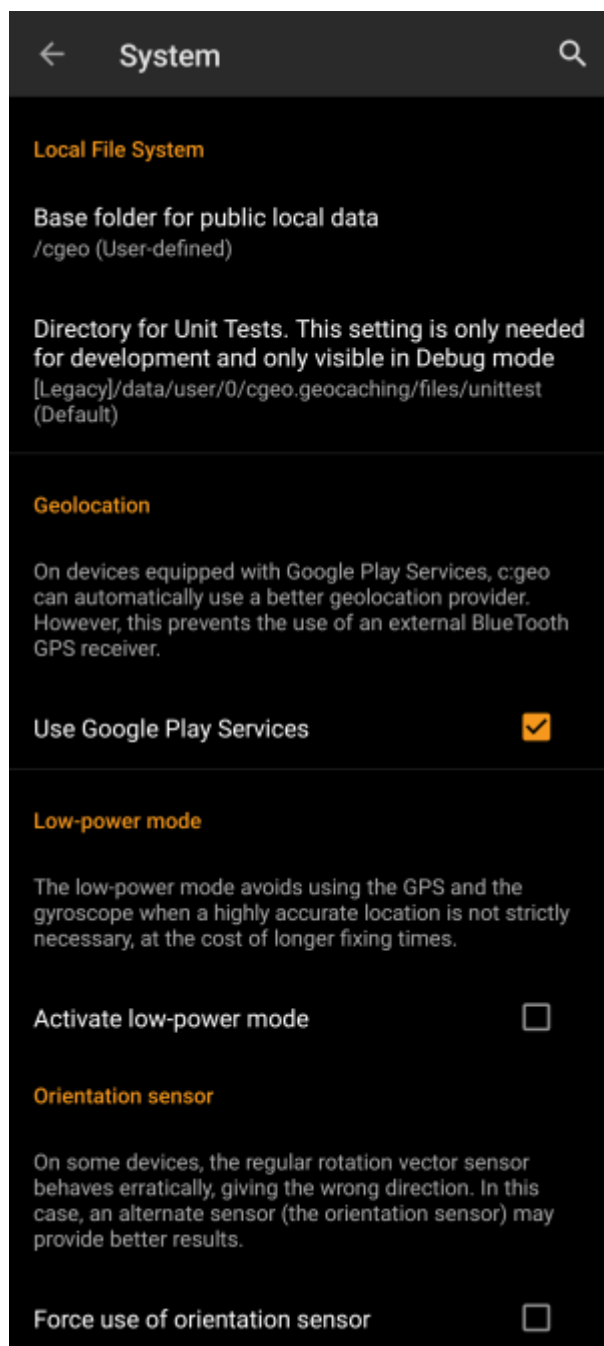 System
Local File System
Base folder for public local data
/cgeo (User-defined)
Directory for Unit Tests. This setting is only needed
for development and only visible in Debug mode
[Legacy]/data/user/0/cgeo.geocaching/files/unittest
(Default)
Geolocation
On devices equipped with Google Play Services, c:geo
can automatically use a better geolocation provider.
However, this prevents the use of an external BlueTooth
GPS receiver.
Use Google Play Services
Low-power mode
The low-power mode avoids using the GPS and the
gyroscope when a highly accurate location is not strictly
necessary, at the cost of longer fixing times.
Activate low-power mode
Orientation sensor
On some devices, the regular rotation vector sensor
behaves erratically, giving the wrong direction. In this
case, an alternate sensor (the orientation sensor) may
provide better results.
Force use of orientation sensor